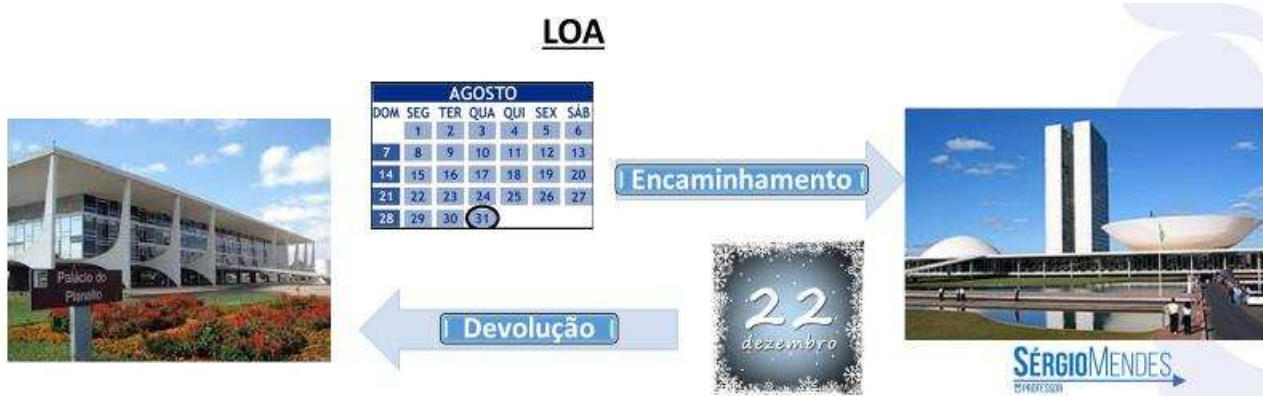 LOA
AGOSTO
DOM SEG TER QUA QUI SEX SÁB
1 2 3 4 5 6
7 8 9 10 11 12 13
14 15 16 17 18 19 20
21 22 23 24 25 26 27
28 29 30 31
Encaminhamento
Palácio do
Planalto
22
dezembro
Devolução
SÉRGIOMENDES
PROFESSOR